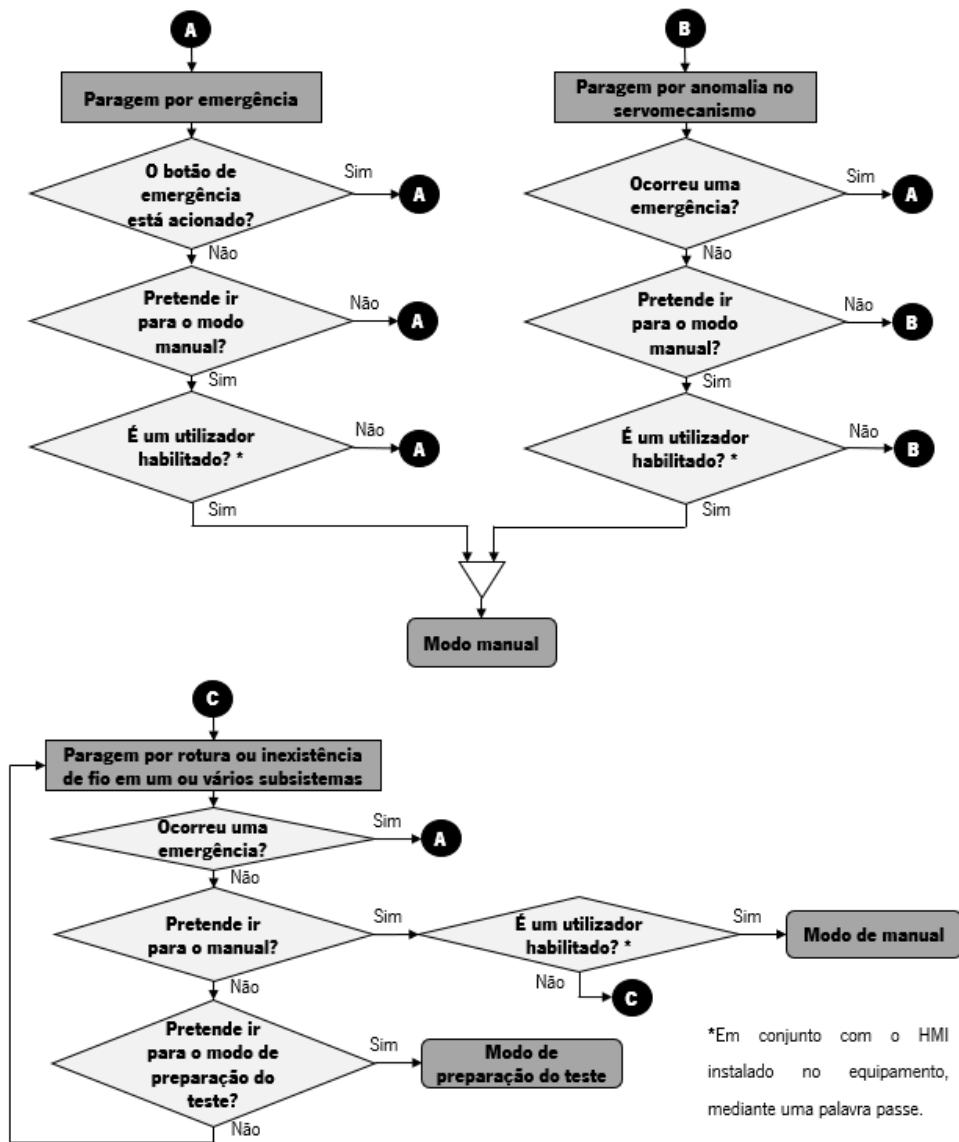 A
Paragem por emergência
O botão de
emergência
está acionado?
Sim
A
Não
Pretende ir
para o modo
manual?
Não
A
Sim
É um utilizador
habilitado? *
Não
A
Sim
B
Paragem por anomalia no
servomecanismo
Ocorreu uma
emergência?
Sim
A
Não
Pretende ir
para o modo
manual?
Não
B
Sim
É um utilizador
habilitado? *
Não
B
Sim
Modo manual
C
Paragem por rotura ou inexistência
de fio em um ou vários subsistemas
Ocorreu uma
emergência?
Sim
A
Não
Pretende ir
para o manual?
Sim
É um utilizador
habilitado? *
Sim
Modo de manual
Não
C
Não
Pretende ir
para o modo de
preparação do
teste?
Sim
Modo de
preparação do teste
Não
*Em conjunto com o HMI
instalado no equipamento,
mediante uma palavra passe.